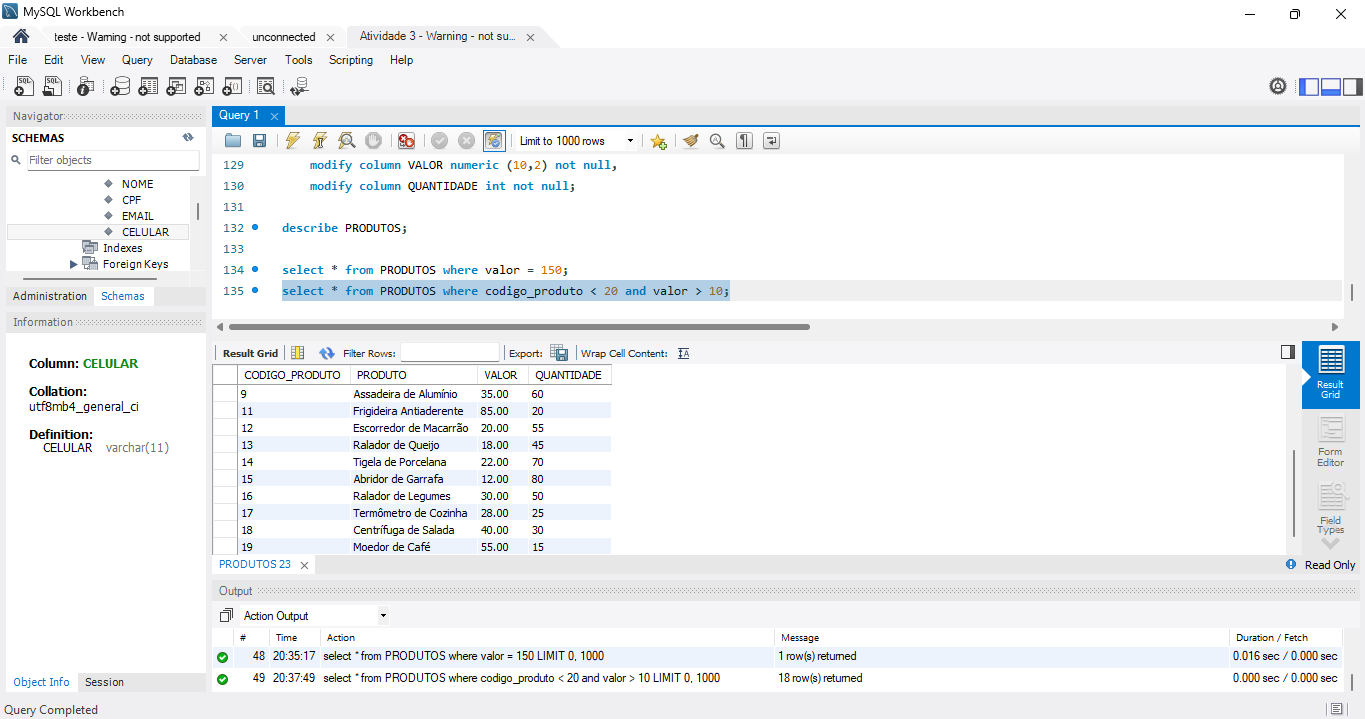 MySQL Workbench
teste - Warning - not supported
unconnected
Atividade 3 - Warning - not su...
File Edit View Query Database Server Tools Scripting Help
Navigator
SCHEMAS
Filter objects
NOME
CPF
EMAIL
CELULAR
Indexes
Foreign Keys
Administration Schemas
Information
Column: CELULAR
Collation:
utf8mb4_general_ci
Definition:
CELULAR varchar(11)
Object Info Session
Query 1
Limit to 1000 rows
129 modify column VALOR numeric (10,2) not null,
130 modify column QUANTIDADE int not null;
131
132 describe PRODUTOS;
133
134 select * from PRODUTOS where valor = 150;
135 select * from PRODUTOS where codigo_produto < 20 and valor > 10;
Result Grid Filter Rows: Export: Wrap Cell Content:
CODIGO_PRODUTO PRODUTO VALOR QUANTIDADE
9 Assadeira de Alumínio 35.00 60
11 Frigideira Antiaderente 85.00 20
12 Escorredor de Macarrão 20.00 55
13 Ralador de Queijo 18.00 45
14 Tigela de Porcelana 22.00 70
15 Abridor de Garrafa 12.00 80
16 Ralador de Legumes 30.00 50
17 Termômetro de Cozinha 28.00 25
18 Centrífuga de Salada 40.00 30
19 Moedor de Café 55.00 15
Result
Grid
Form
Editor
Field
Types
PRODUTOS 23
Read Only
Output
Action Output
# Time Action Message Duration / Fetch
48 20:35:17 select * from PRODUTOS where valor = 150 LIMIT 0, 1000 1 row(s) returned 0.016 sec / 0.000 sec
49 20:37:49 select * from PRODUTOS where codigo_produto < 20 and valor > 10 LIMIT 0, 1000 18 row(s) returned 0.000 sec / 0.000 sec
Query Completed